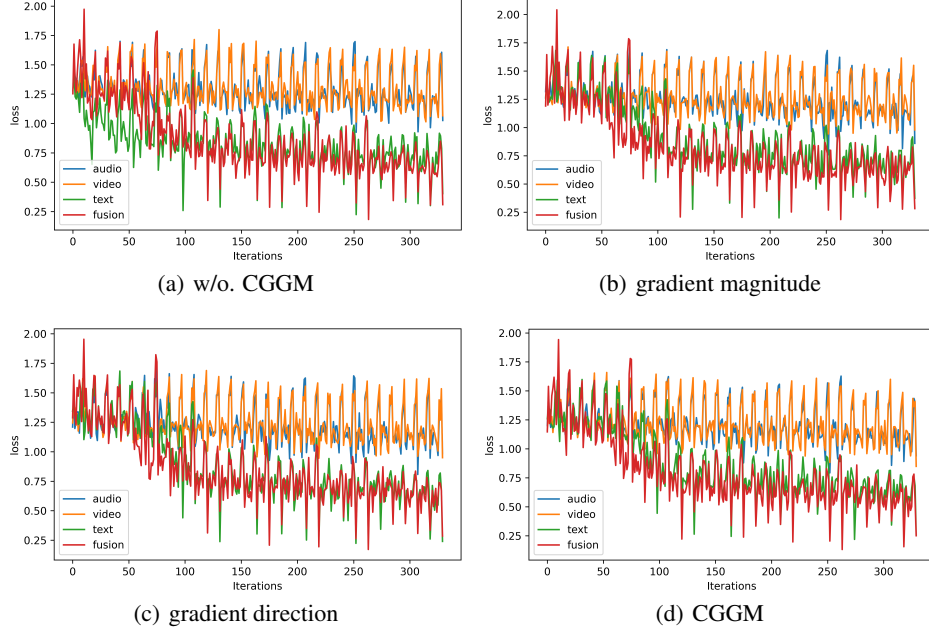 2.00
1.75
1.50
1.25
1.00
0.75
0.50
0.25
loss
audio
video
text
fusion
0 50 100 150 200 250 300
Iterations
(a) w/o. CGGM
2.00
1.75
1.50
1.25
1.00
0.75
0.50
0.25
loss
audio
video
text
fusion
0 50 100 150 200 250 300
Iterations
(b) gradient magnitude
2.00
1.75
1.50
1.25
1.00
0.75
0.50
0.25
loss
audio
video
text
fusion
0 50 100 150 200 250 300
Iterations
(c) gradient direction
2.00
1.75
1.50
1.25
1.00
0.75
0.50
0.25
loss
audio
video
text
fusion
0 50 100 150 200 250 300
Iterations
(d) CGGM